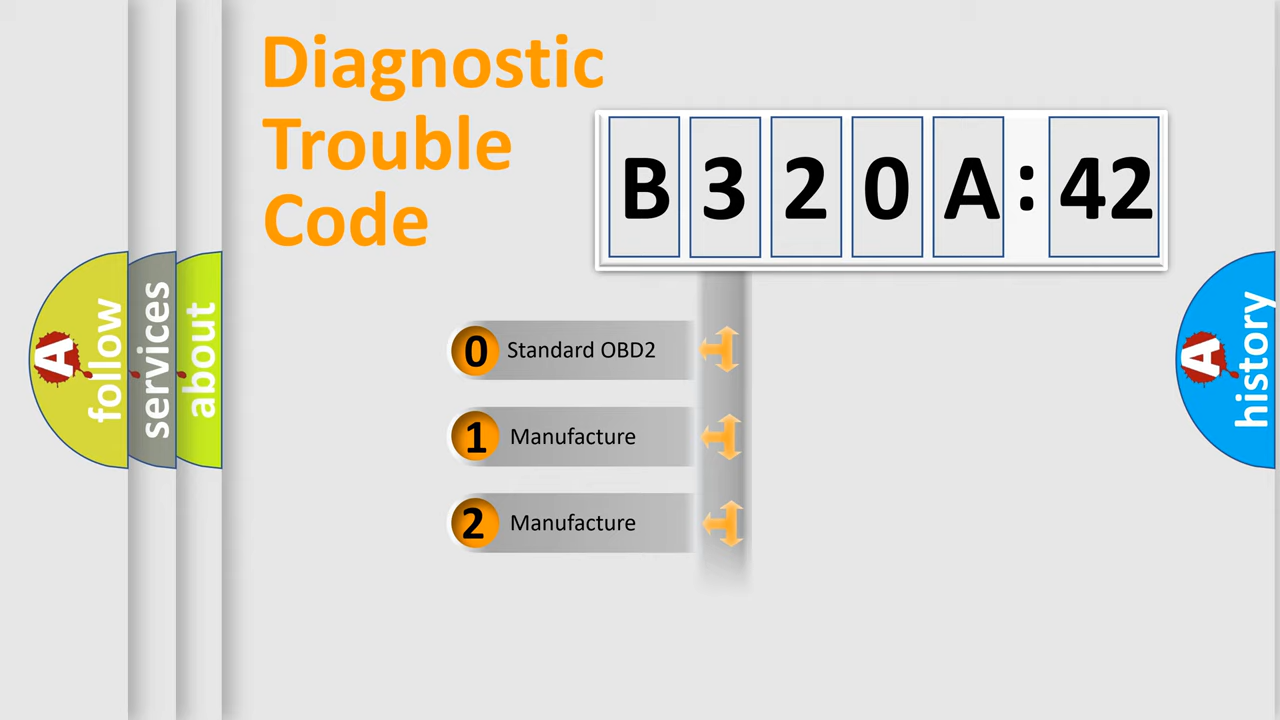 Diagnostic
Trouble
Code
B 3 2 0 A : 42
0 Standard OBD2
1 Manufacture
2 Manufacture
A follow
services
about
A history